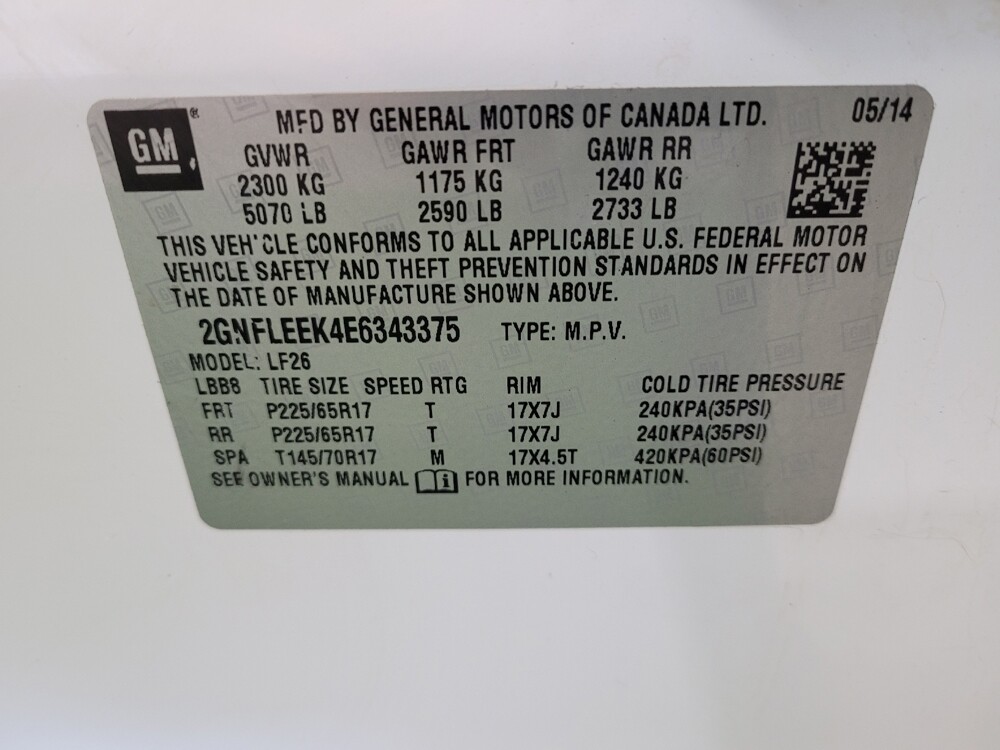 GM®
MFD BY GENERAL MOTORS OF CANADA LTD. 05/14
GVWR GAWR FRT GAWR RR
2300 KG 1175 KG 1240 KG
5070 LB 2590 LB 2733 LB
THIS VEHICLE CONFORMS TO ALL APPLICABLE U.S. FEDERAL MOTOR
VEHICLE SAFETY AND THEFT PREVENTION STANDARDS IN EFFECT ON
THE DATE OF MANUFACTURE SHOWN ABOVE.
2GNFLEEK4E6343375 TYPE: M.P.V.
MODEL: LF26
LBB8 TIRE SIZE SPEED RTG RIM COLD TIRE PRESSURE
FRT P225/65R17 T 17X7J 240KPA(35PSI)
RR P225/65R17 T 17X7J 240KPA(35PSI)
SPA T145/70R17 M 17X4.5T 420KPA(60PSI)
SEE OWNER'S MANUAL i FOR MORE INFORMATION.